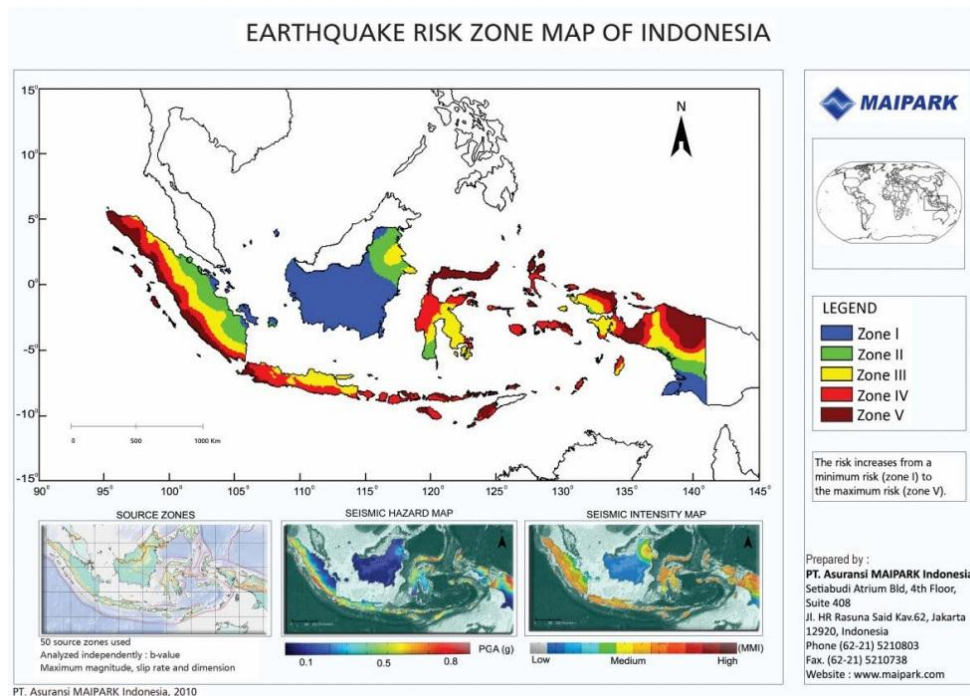 EARTHQUAKE RISK ZONE MAP OF INDONESIA
15°
10°
5°
0°
-5°
-10°
-15°
90°
95°
100°
105°
110°
115°
120°
125°
130°
135°
140°
145°
N
0 500 1000 Km
MAIPARK
LEGEND
Zone I
Zone II
Zone III
Zone IV
Zone V
The risk increases from a
minimum risk (zone I) to
the maximum risk (zone V).
SOURCE ZONES
50 source zones used
Analyzed independently : b-value
Maximum magnitude, slip rate and dimension
SEISMIC HAZARD MAP
0.1 0.5 0.8 PGA (g)
SEISMIC INTENSITY MAP
(MMI)
Low Medium High
Prepared by :
PT. Asuransi MAIPARK Indonesia
Setiabudi Atrium Bld, 4th Floor,
Suite 408
Jl. HR Rasuna Said Kav.62, Jakarta
12920, Indonesia
Phone (62-21) 5210803
Fax. (62-21) 5210738
Website : www.maipark.com
PT. Asuransi MAIPARK Indonesia, 2010